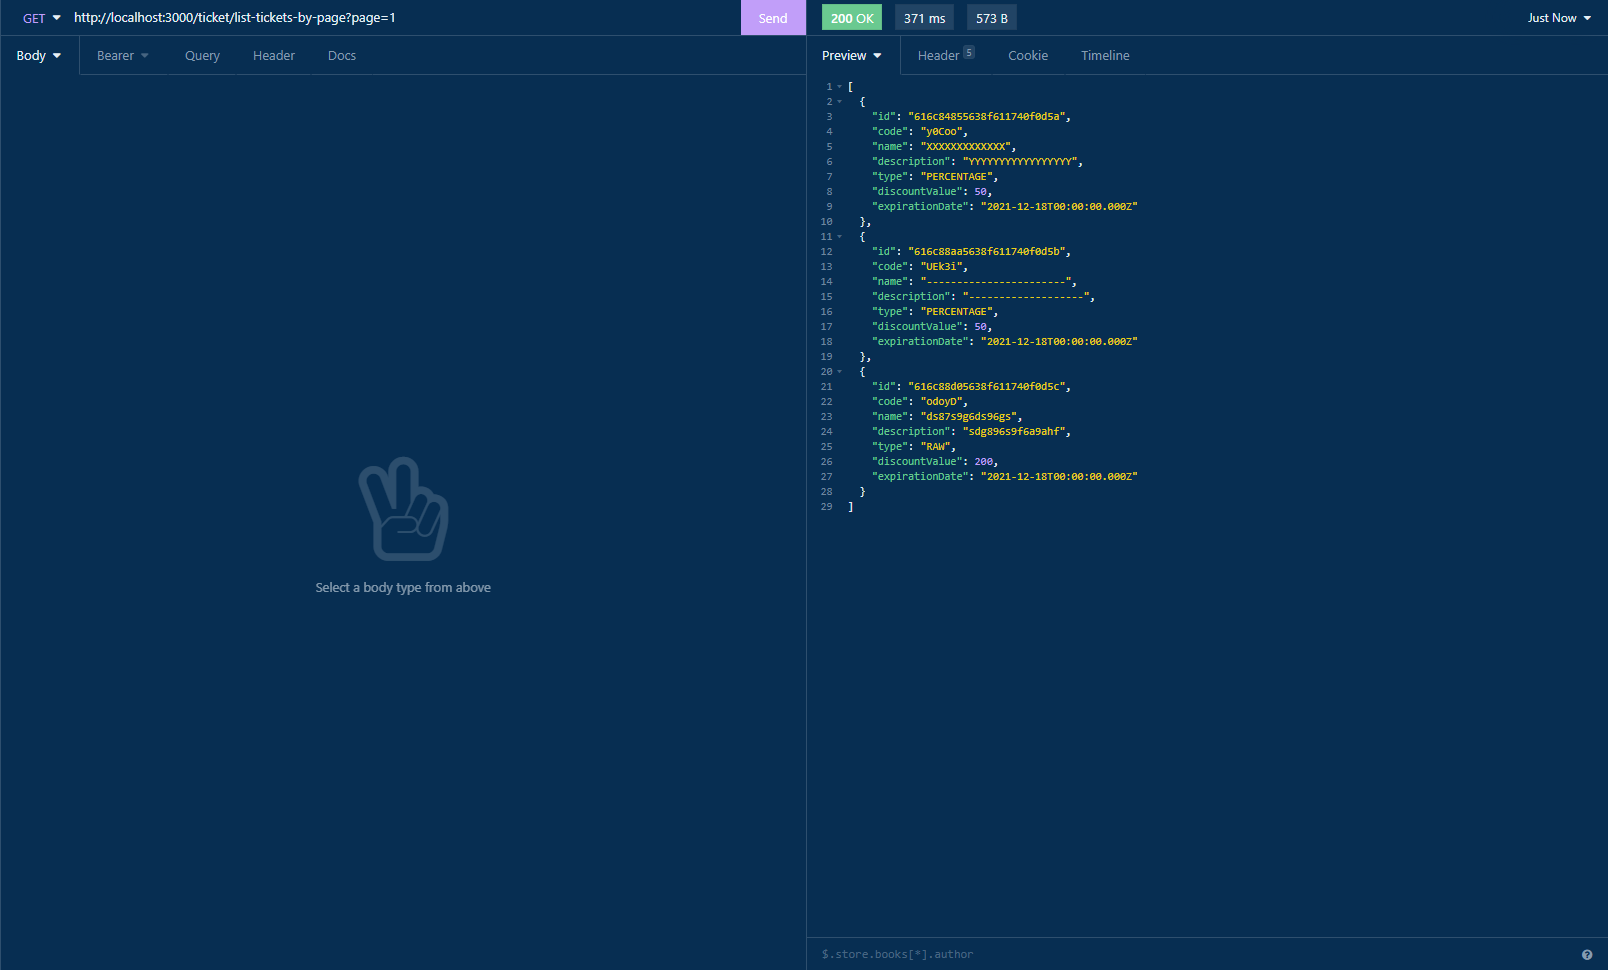 GET http://localhost:3000/ticket/list-tickets-by-page?page=1 Send 200 OK 371 ms 573 B Just Now
Body Bearer Query Header Docs
Preview Header 5 Cookie Timeline
1 [
2 {
3 "id": "616c84855638f611740f0d5a",
4 "code": "y0Coo",
5 "name": "XXXXXXXXXXXXX",
6 "description": "YYYYYYYYYYYYYYYYY",
7 "type": "PERCENTAGE",
8 "discountValue": 50,
9 "expirationDate": "2021-12-18T00:00:00.000Z"
10 },
11 {
12 "id": "616c88aa5638f611740f0d5b",
13 "code": "UEk3i",
14 "name": "-----------------------",
15 "description": "-------------------",
16 "type": "PERCENTAGE",
17 "discountValue": 50,
18 "expirationDate": "2021-12-18T00:00:00.000Z"
19 },
20 {
21 "id": "616c88d05638f611740f0d5c",
22 "code": "odoyD",
23 "name": "ds87s9g6ds96gs",
24 "description": "sdg896s9f6a9ahf",
25 "type": "RAW",
26 "discountValue": 200,
27 "expirationDate": "2021-12-18T00:00:00.000Z"
28 }
29 ]
Select a body type from above
$.store.books[*].author